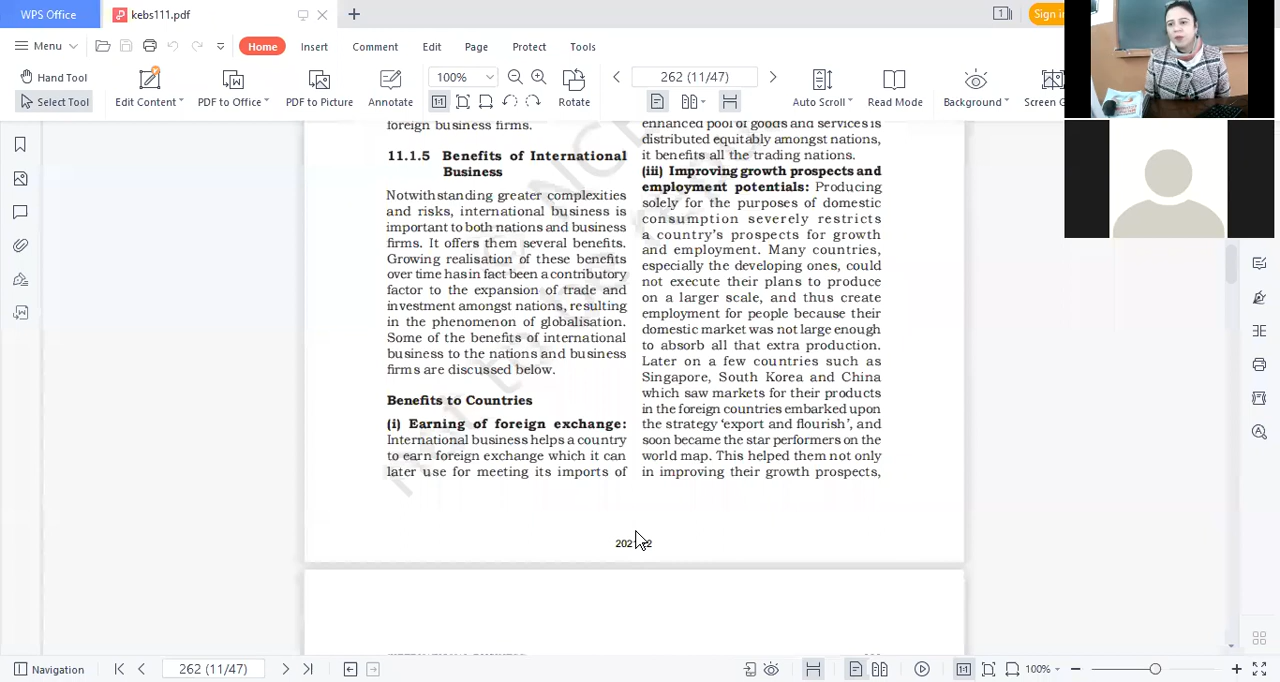 WPS Office
kebs111.pdf
Sign in
Menu
Home
Insert
Comment
Edit
Page
Protect
Tools
Hand Tool
Select Tool
Edit Content
PDF to Office
PDF to Picture
Annotate
100%
262 (11/47)
Rotate
Auto Scroll
Read Mode
Background
Screen G
foreign business firms.
11.1.5 Benefits of International
Business
Notwithstanding greater complexities
and risks, international business is
important to both nations and business
firms. It offers them several benefits.
Growing realisation of these benefits
over time has in fact been a contributory
factor to the expansion of trade and
investment amongst nations, resulting
in the phenomenon of globalisation.
Some of the benefits of international
business to the nations and business
firms are discussed below.
Benefits to Countries
(i) Earning of foreign exchange:
International business helps a country
to earn foreign exchange which it can
later use for meeting its imports of
enhanced pool of goods and services is
distributed equitably amongst nations,
it benefits all the trading nations.
(iii) Improving growth prospects and
employment potentials: Producing
solely for the purposes of domestic
consumption severely restricts
a country's prospects for growth
and employment. Many countries,
especially the developing ones, could
not execute their plans to produce
on a larger scale, and thus create
employment for people because their
domestic market was not large enough
to absorb all that extra production.
Later on a few countries such as
Singapore, South Korea and China
which saw markets for their products
in the foreign countries embarked upon
the strategy 'export and flourish', and
soon became the star performers on the
world map. This helped them not only
in improving their growth prospects,
Navigation
262 (11/47)
100%